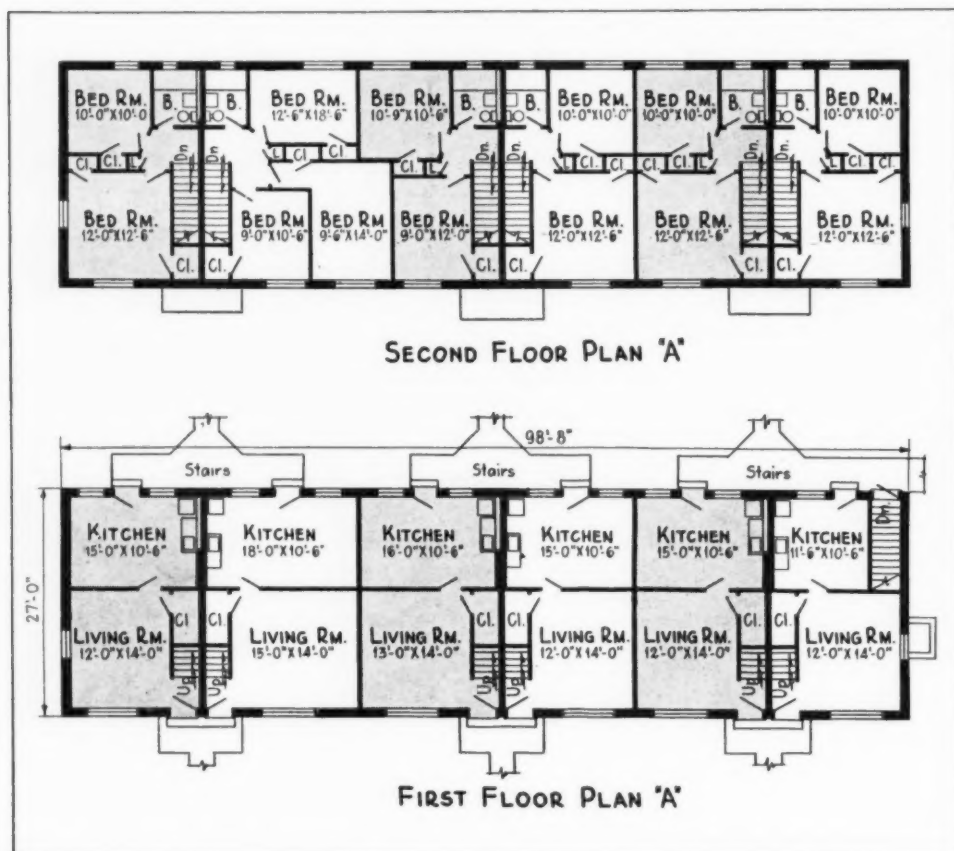 BED RM. BED RM. BED RM. BED RM. BED RM. BED RM.
10'-0"X10'-0 12'-6"X18'-6" 10'-9"X10'-6" 10'-0"X10'-0" 10'-0"X10'-0" 10'-0"X10'-0"
B. B. B. B. B. B.
Cl. Cl. Cl. Cl. Cl. Cl. Cl. Cl.
Dn. Dn. Dn. Dn. Dn. Dn.
BED RM. BED RM. BED RM. BED RM. BED RM. BED RM. BED RM.
12'-0"X12'-6" 9'-0"X10'-6" 9'-6"X14'-0" 9'-0"X12'-0" 12'-0"X12'-6" 12'-0"X12'-6" 12'-0"X12'-6"
Cl. Cl. Cl. Cl. Cl. Cl.
SECOND FLOOR PLAN "A"
98'-8"
Stairs Stairs Stairs
27'-0"
Dn.
KITCHEN KITCHEN KITCHEN KITCHEN KITCHEN KITCHEN
15'-0"X10'-6" 18'-0"X10'-6" 16'-0"X10'-6" 15'-0"X10'-6" 15'-0"X10'-6" 11'-6"X10'-6"
Cl. Cl. Cl. Cl. Cl. Cl.
LIVING RM. LIVING RM. LIVING RM. LIVING RM. LIVING RM. LIVING RM.
12'-0"X14'-0" 15'-0"X14'-0" 13'-0"X14'-0" 12'-0"X14'-0" 12'-0"X14'-0" 12'-0"X14'-0"
Up Up Up Up Up Up
FIRST FLOOR PLAN "A"